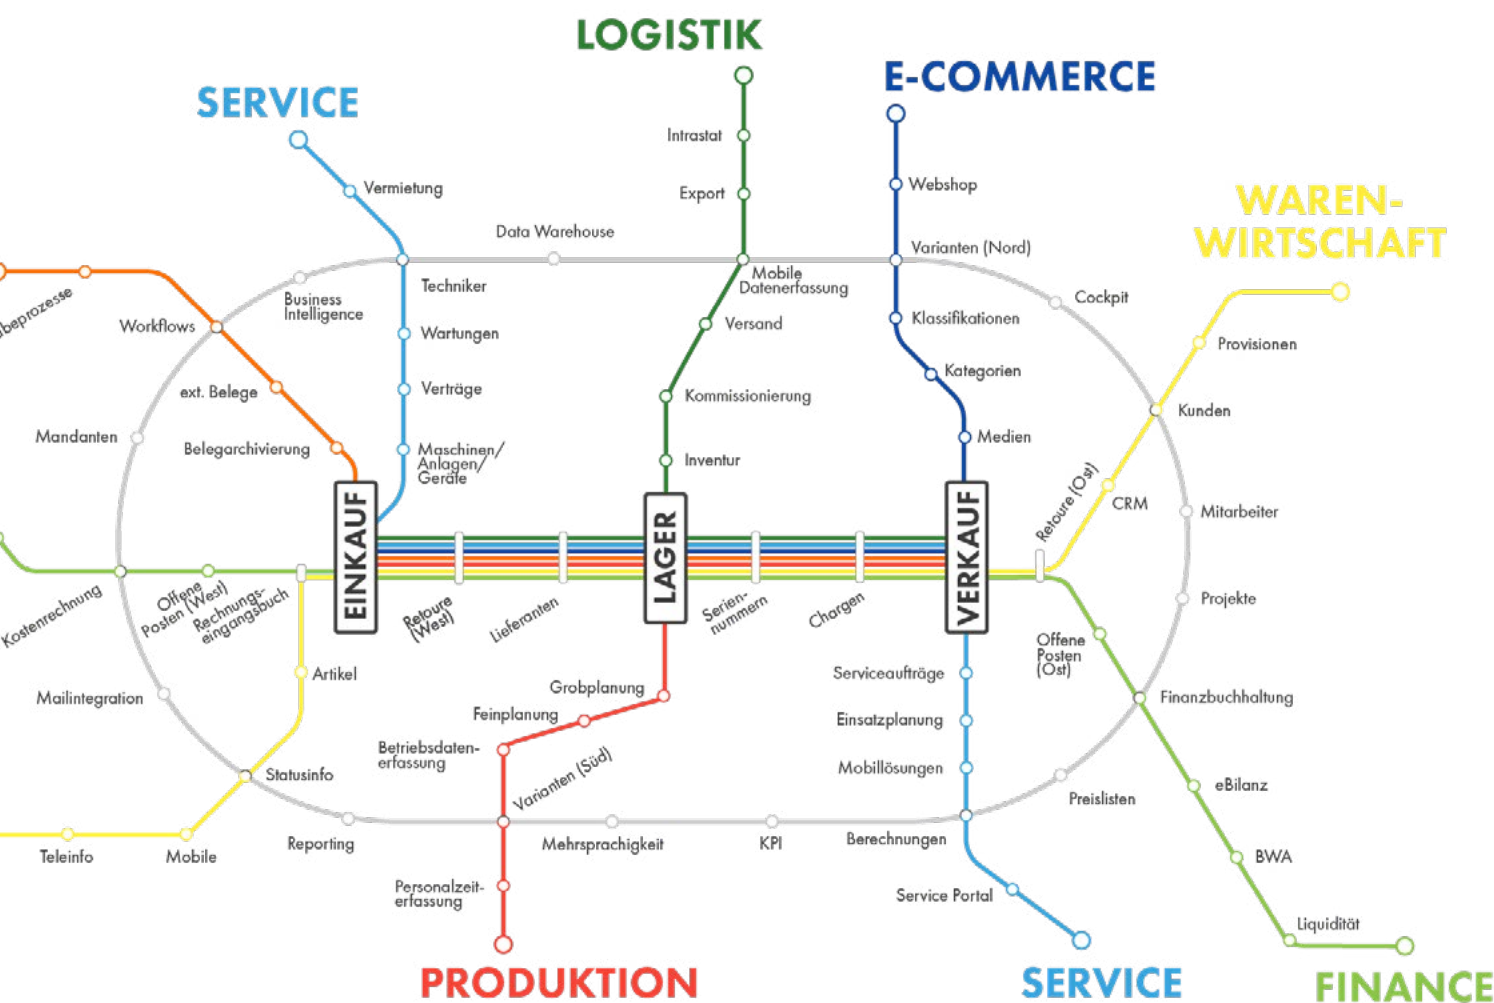 LOGISTIK
E-COMMERCE
SERVICE
WAREN-
WIRTSCHAFT
Intrastat
Export
Vermietung
Webshop
Data Warehouse
Varianten (Nord)
Techniker
Mobile
Datenerfassung
Business
Intelligence
Cockpit
Workflows
Wartungen
Versand
Klassifikationen
Provisionen
ext. Belege
Verträge
Kommissionierung
Kategorien
Kunden
Mandanten
Belegarchivierung
Maschinen/
Anlagen/
Geräte
Inventur
Medien
Retoure (Ost)
CRM
Mitarbeiter
EINKAUF
LAGER
VERKAUF
Kostenrechnung
Offene
Posten (West)
Rechnungs-
eingangsbuch
Retoure
(West)
Lieferanten
Serien-
nummern
Chargen
Projekte
Offene
Posten
(Ost)
Artikel
Mailintegration
Grobplanung
Serviceaufträge
Finanzbuchhaltung
Feinplanung
Einsatzplanung
Betriebsdaten-
erfassung
Varianten (Süd)
Mobillösungen
Statusinfo
eBilanz
Preislisten
Teleinfo
Mobile
Reporting
Mehrsprachigkeit
KPI
Berechnungen
BWA
Personalzeit-
erfassung
Service Portal
Liquidität
PRODUKTION
SERVICE
FINANCE